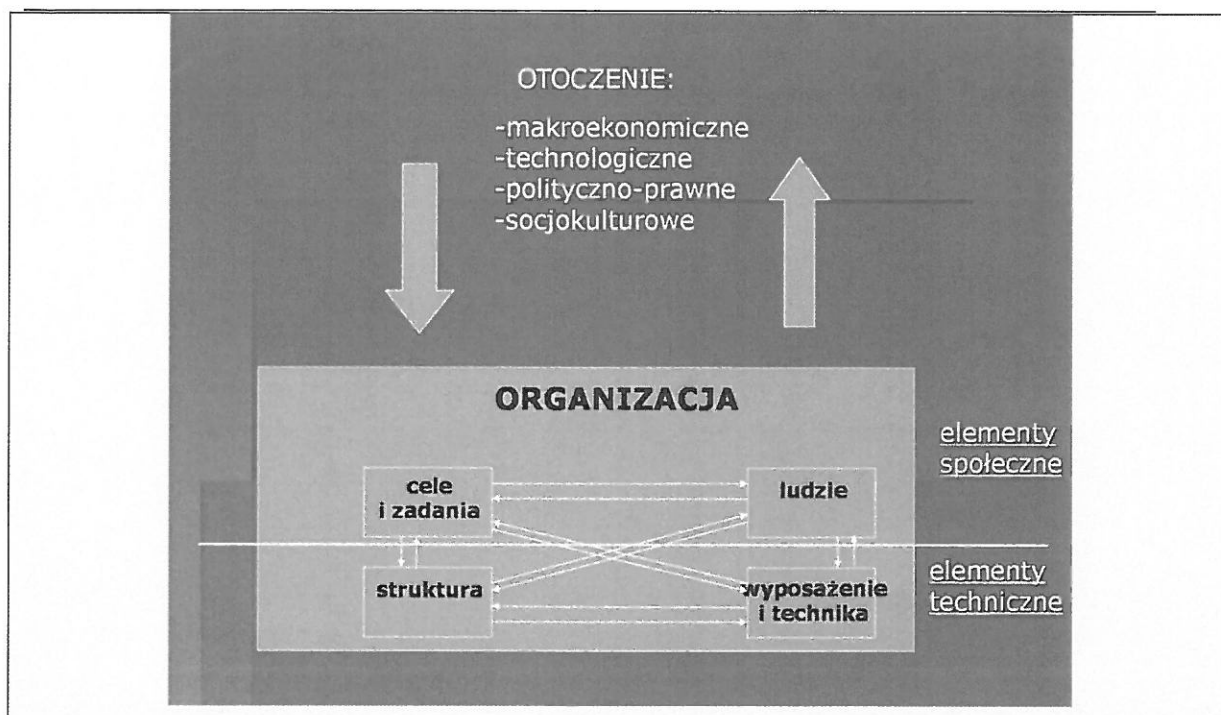 OTOCZENIE:
-makroekonomiczne
-technologiczne
-polityczno-prawne
-socjokulturowe
ORGANIZACJA
elementy
społeczne
cele
i zadania
ludzie
struktura
wyposażenie
i technika
elementy
techniczne